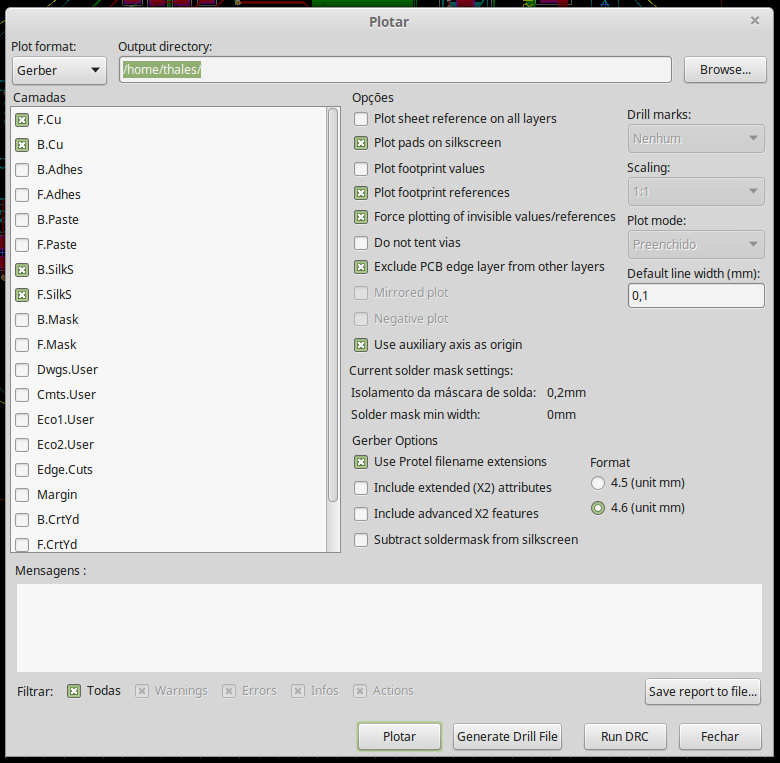 Plotar
Plot format:
Output directory:
Gerber
/home/thales/
Browse...
Camadas
F.Cu
B.Cu
B.Adhes
F.Adhes
B.Paste
F.Paste
B.SilkS
F.SilkS
B.Mask
F.Mask
Dwgs.User
Cmts.User
Eco1.User
Eco2.User
Edge.Cuts
Margin
B.CrtYd
F.CrtYd
Opções
Plot sheet reference on all layers
Plot pads on silkscreen
Plot footprint values
Plot footprint references
Force plotting of invisible values/references
Do not tent vias
Exclude PCB edge layer from other layers
Mirrored plot
Negative plot
Use auxiliary axis as origin
Drill marks:
Nenhum
Scaling:
1:1
Plot mode:
Preenchido
Default line width (mm):
0,1
Current solder mask settings:
Isolamento da máscara de solda: 0,2mm
Solder mask min width: 0mm
Gerber Options
Use Protel filename extensions
Include extended (X2) attributes
Include advanced X2 features
Subtract soldermask from silkscreen
Format
4.5 (unit mm)
4.6 (unit mm)
Mensagens :
Filtrar: Todas Warnings Errors Infos Actions
Save report to file...
Plotar Generate Drill File Run DRC Fechar